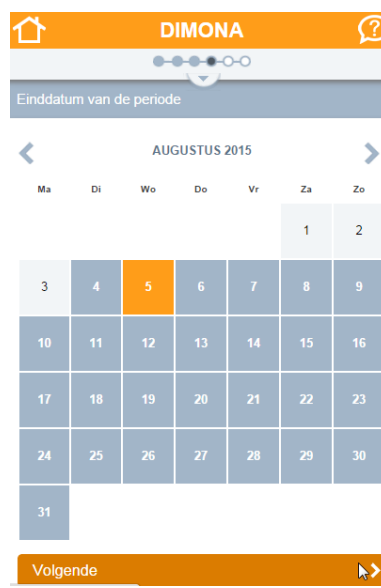 DIMONA
Einddatum van de periode
AUGUSTUS 2015
Ma Di Wo Do Vr Za Zo
1 2
3 4 5 6 7 8 9
10 11 12 13 14 15 16
17 18 19 20 21 22 23
24 25 26 27 28 29 30
31
Volgende